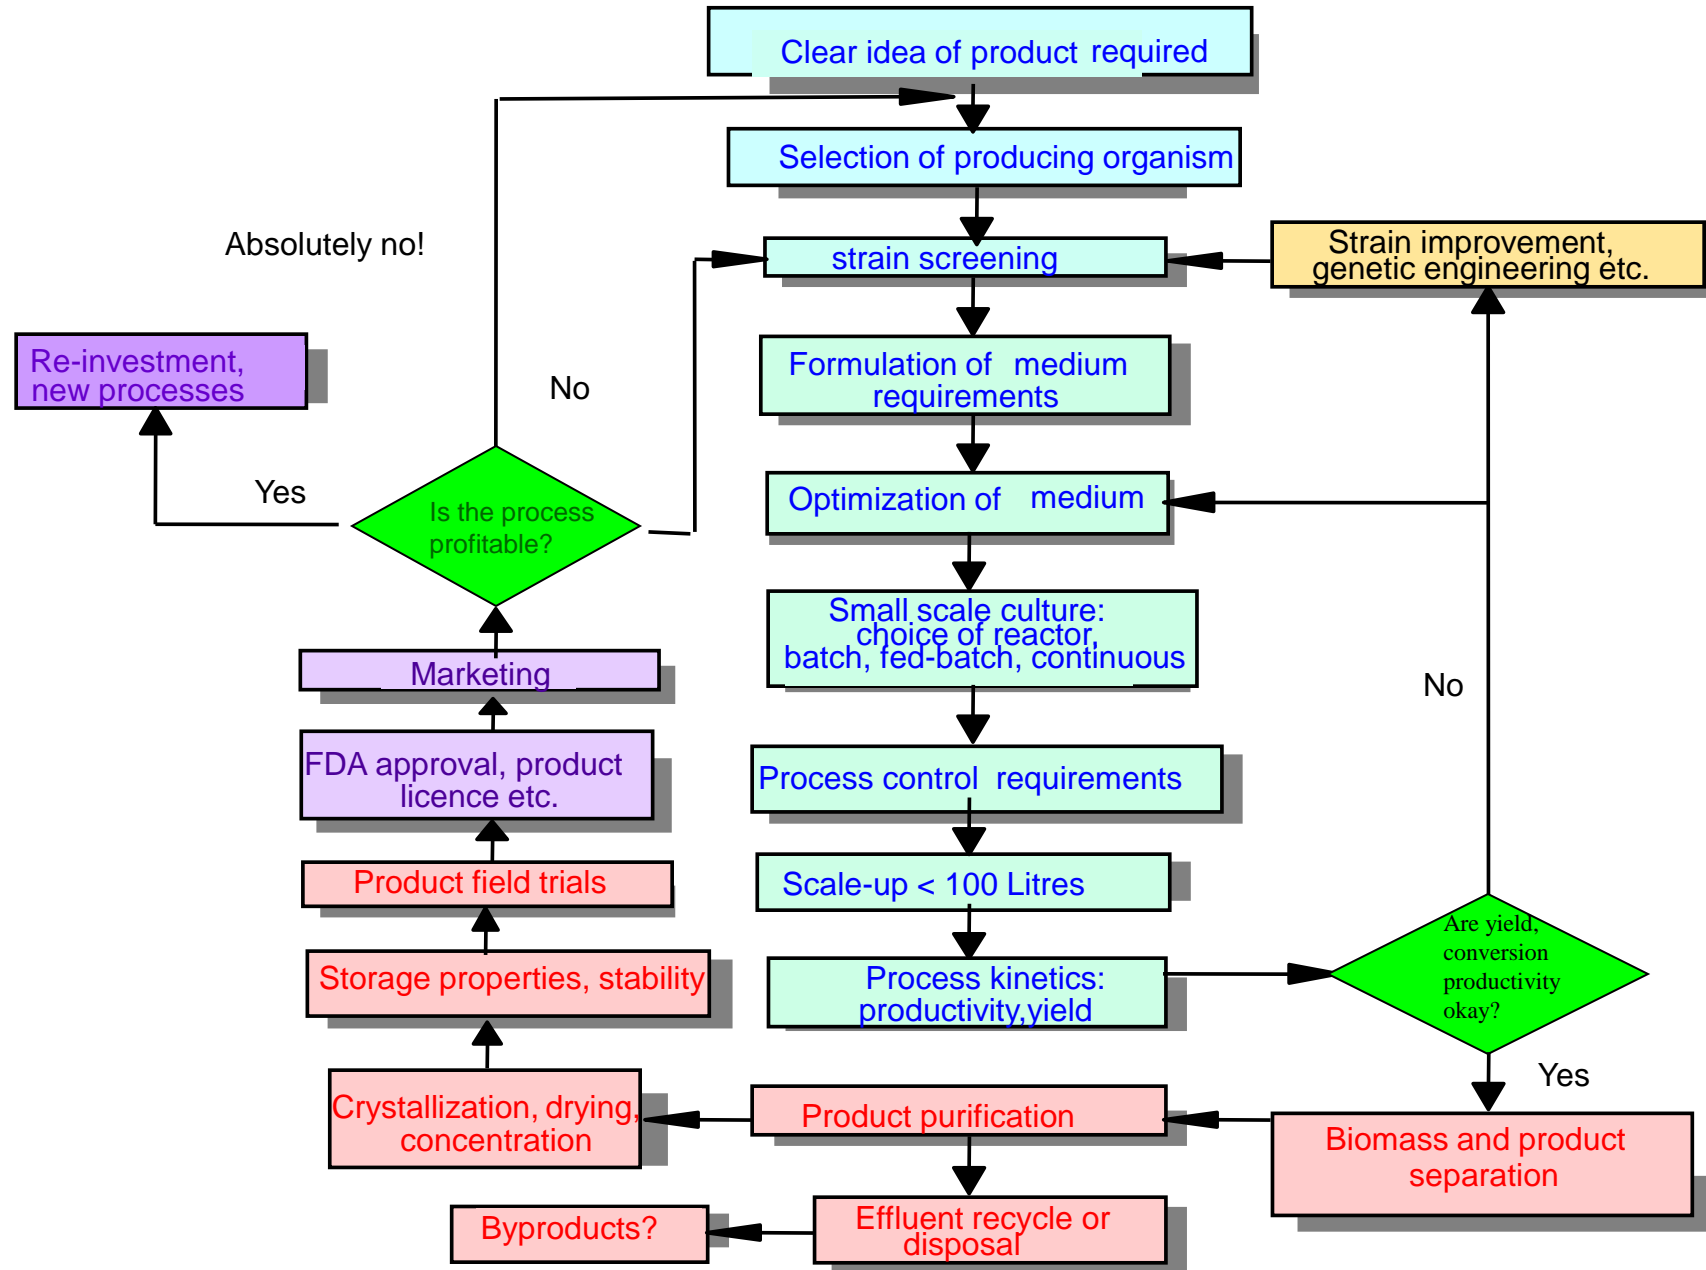 Clear idea of product required
Selection of producing organism
Absolutely no!
strain screening
Strain improvement,
genetic engineering etc.
Re-investment,
new processes
No
Formulation of medium
requirements
Yes
Is the process
profitable?
Optimization of medium
Small scale culture:
choice of reactor,
batch, fed-batch, continuous
Marketing
No
FDA approval, product
licence etc.
Process control requirements
Product field trials
Scale-up < 100 Litres
Are yield,
conversion
productivity
okay?
Storage properties, stability
Process kinetics:
productivity,yield
Yes
Crystallization, drying,
concentration
Product purification
Biomass and product
separation
Byproducts?
Effluent recycle or
disposal